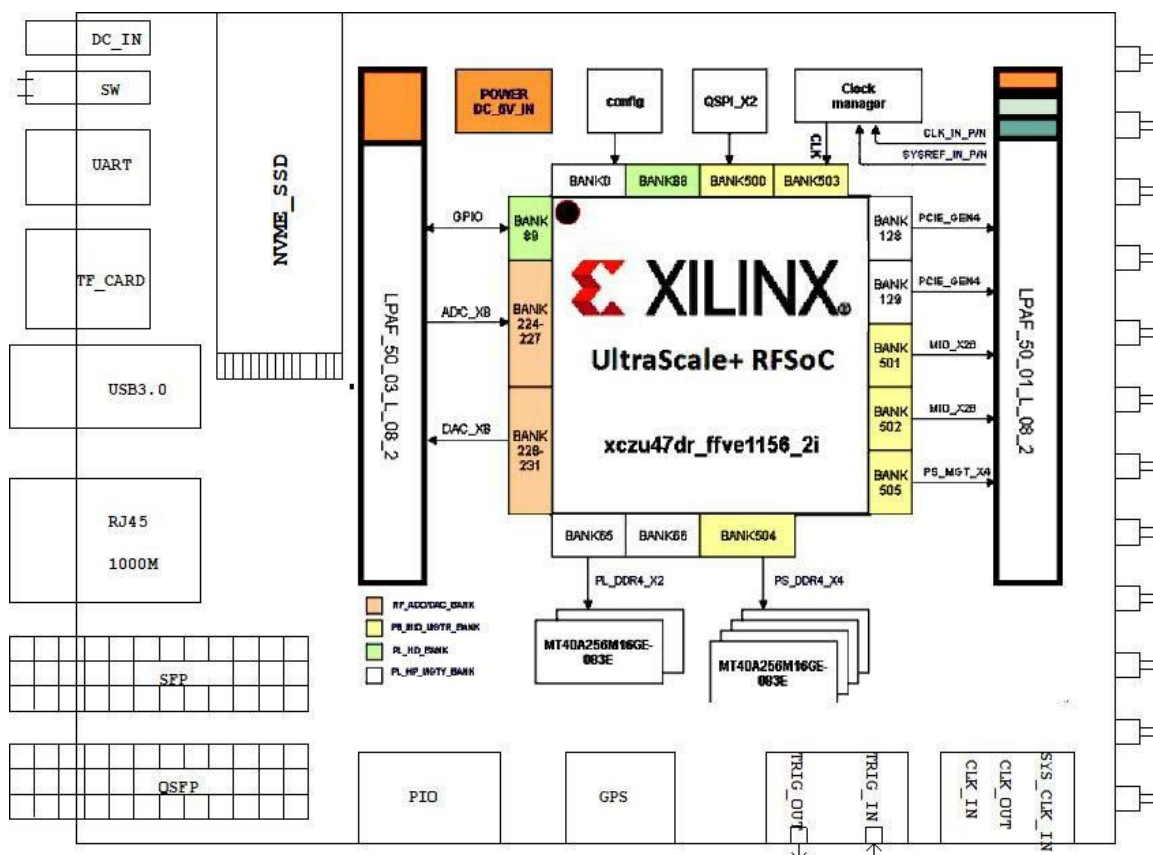 DC_IN
SW
UART
TF_CARD
USB3.0
RJ45
1000M
SFP
QSFP
NVME_SSD
POWER
DC_5V_IN
config
QSPI_X2
Clock
manager
CLK
CLK_IN_P/N
SYSREF_IN_P/N
BANK0
BANK88
BANK500
BANK503
LPAF_50_03_L_08_2
GPIO
ADC_X8
DAC_X8
BANK
89
BANK
224-
227
BANK
228-
231
XILINX
UltraScale+ RFSoC
xczu47dr_ffve1156_2i
BANK
128
BANK
129
BANK
501
BANK
502
BANK
505
PCIE_GEN4
PCIE_GEN4
MIO_X26
MIO_X26
PS_MGT_X4
LPAF_50_01_L_08_2
BANK65
BANK66
BANK504
PL_DDR4_X2
PS_DDR4_X4
MT40A256M16GE-
083E
MT40A256M16GE-
083E
RF_ADC/DAC_BANK
PS_MIO_MGTR_BANK
PL_HD_BANK
PL_HP_MGTY_BANK
PIO
GPS
TRIG_OUT
TRIG_IN
CLK_IN
CLK_OUT
SYS_CLK_IN